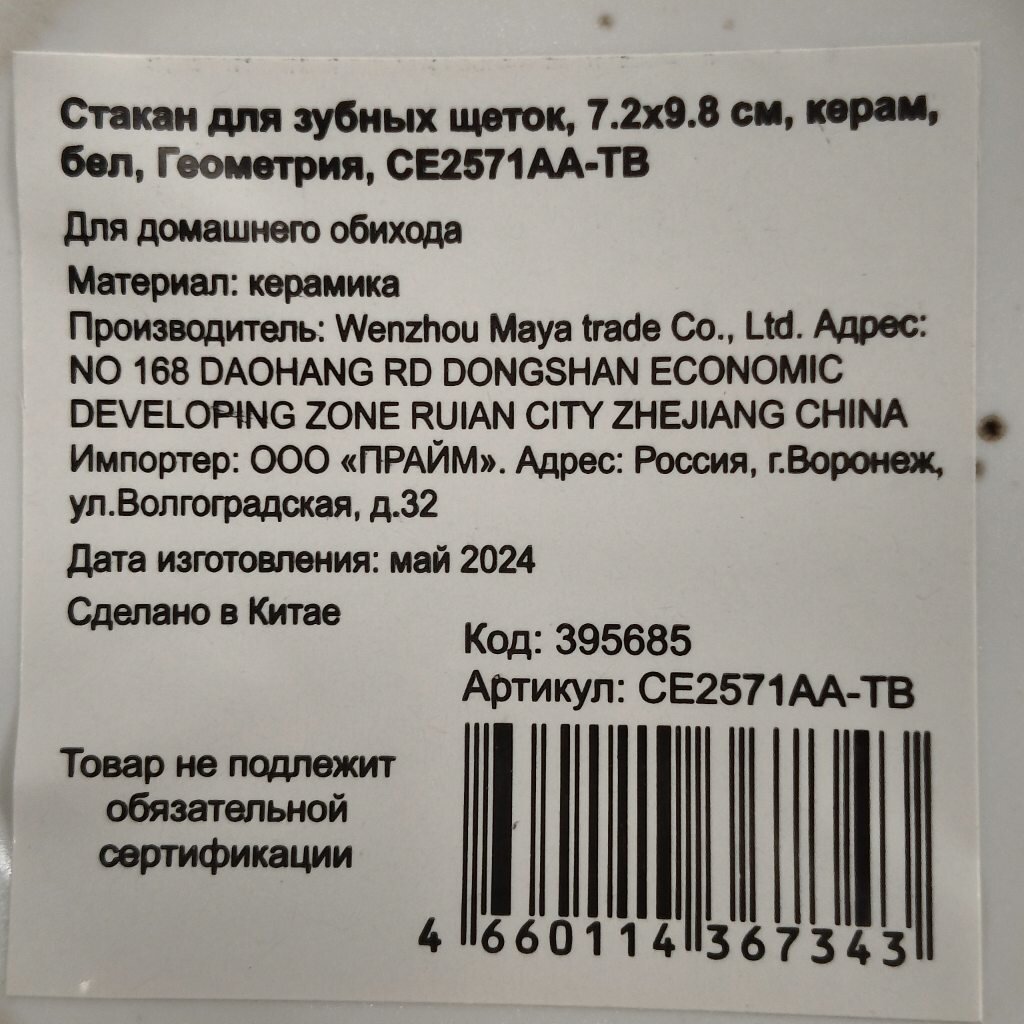 Стакан для зубных щеток, 7.2х9.8 см, керам,
бел, Геометрия, CE2571AA-TB
Для домашнего обихода
Материал: керамика
Производитель: Wenzhou Maya trade Co., Ltd. Адрес:
NO 168 DAOHANG RD DONGSHAN ECONOMIC
DEVELOPING ZONE RUIAN CITY ZHEJIANG CHINA
Импортер: ООО «ПРАЙМ». Адрес: Россия, г.Воронеж,
ул.Волгоградская, д.32
Дата изготовления: май 2024
Сделано в Китае
Код: 395685
Артикул: CE2571AA-TB
Товар не подлежит
обязательной
сертификации
4 660114 367343